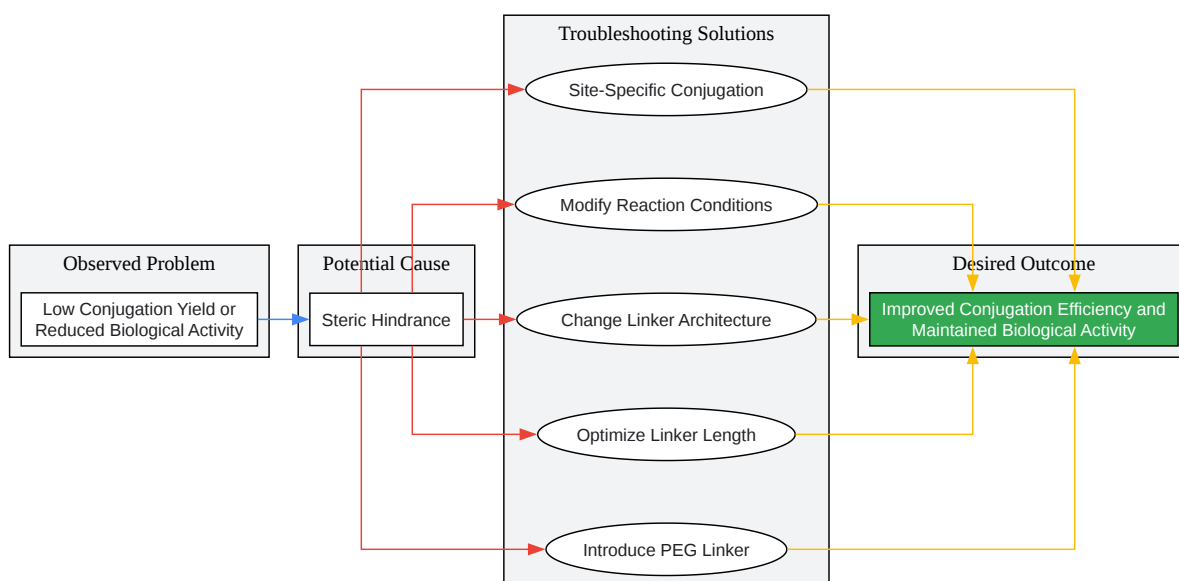 Troubleshooting Solutions
Site-Specific Conjugation
Modify Reaction Conditions
Observed Problem
Low Conjugation Yield or
Reduced Biological Activity
Potential Cause
Steric Hindrance
Change Linker Architecture
Desired Outcome
Improved Conjugation Efficiency and
Maintained Biological Activity
Optimize Linker Length
Introduce PEG Linker